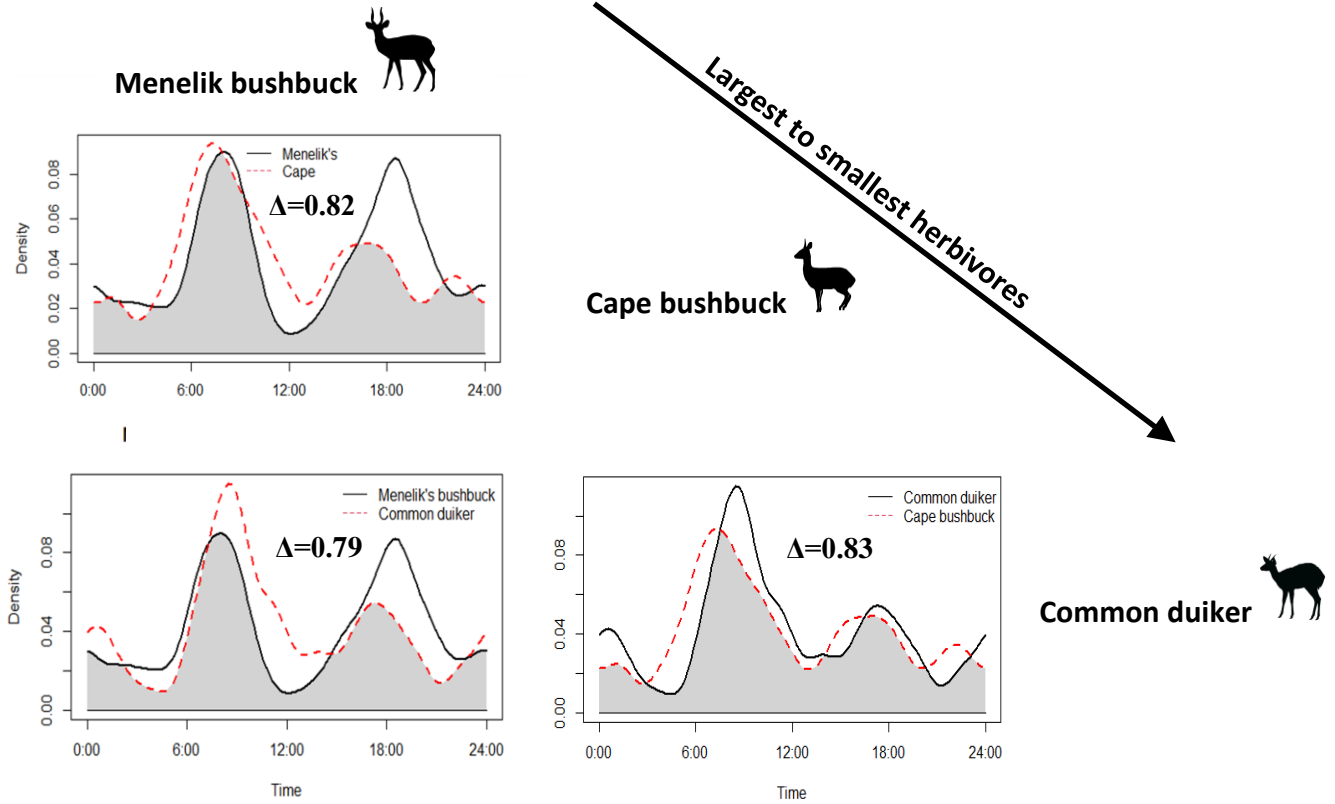 Menelik bushbuck
Largest to smallest herbivores
Menelik's
Cape
Δ=0.82
Density
0.00
0.02
0.04
0.06
0.08
0:00
6:00
12:00
18:00
24:00
Cape bushbuck
Menelik's bushbuck
Common duiker
Δ=0.79
Density
0.00
0.04
0.08
0:00
6:00
12:00
18:00
24:00
Time
Common duiker
Cape bushbuck
Δ=0.83
0.00
0.04
0.08
0:00
6:00
12:00
18:00
24:00
Time
Common duiker